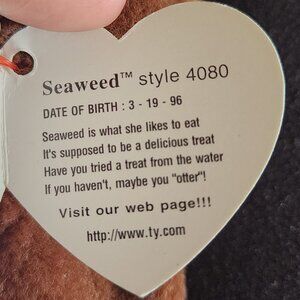 Seaweed™ style 4080
DATE OF BIRTH : 3 - 19 - 96
Seaweed is what she likes to eat
It's supposed to be a delicious treat
Have you tried a treat from the water
If you haven't, maybe you "otter"!
Visit our web page!!!
http://www.ty.com